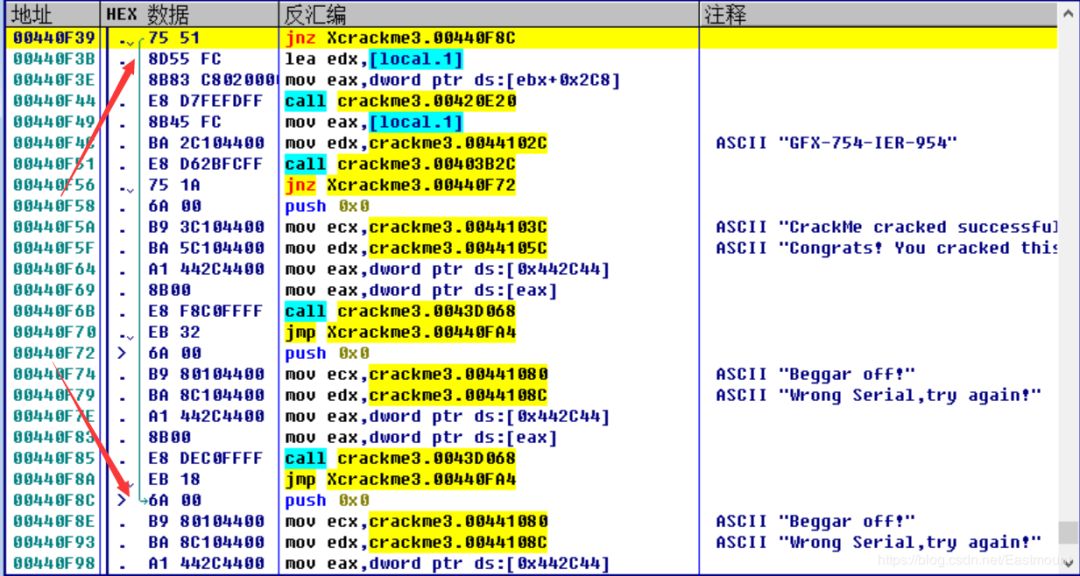 地址 HEX 数据 反汇编 注释
00440F39 .˅ 75 51 jnz Xcrackme3.00440F8C
00440F3B . 8D55 FC lea edx,[local.1]
00440F3E . 8B83 C8020000 mov eax,dword ptr ds:[ebx+0x2C8]
00440F44 . E8 D7FEFDFF call crackme3.00420E20
00440F49 . 8B45 FC mov eax,[local.1]
00440F4C . BA 2C104400 mov edx,crackme3.0044102C ASCII "GFX-754-IER-954"
00440F51 . E8 D62BFCFF call crackme3.00403B2C
00440F56 .˅ 75 1A jnz Xcrackme3.00440F72
00440F58 . 6A 00 push 0x0
00440F5A . B9 3C104400 mov ecx,crackme3.0044103C ASCII "CrackMe cracked successful
00440F5F . BA 5C104400 mov edx,crackme3.0044105C ASCII "Congrats! You cracked this
00440F64 . A1 442C4400 mov eax,dword ptr ds:[0x442C44]
00440F69 . 8B00 mov eax,dword ptr ds:[eax]
00440F6B . E8 F8C0FFFF call crackme3.0043D068
00440F70 .˅ EB 32 jmp Xcrackme3.00440FA4
00440F72 > 6A 00 push 0x0
00440F74 . B9 80104400 mov ecx,crackme3.00441080 ASCII "Beggar off!"
00440F79 . BA 8C104400 mov edx,crackme3.0044108C ASCII "Wrong Serial,try again!"
00440F7E . A1 442C4400 mov eax,dword ptr ds:[0x442C44]
00440F83 . 8B00 mov eax,dword ptr ds:[eax]
00440F85 . E8 DEC0FFFF call crackme3.0043D068
00440F8A . EB 18 jmp Xcrackme3.00440FA4
00440F8C > 6A 00 push 0x0
00440F8E . B9 80104400 mov ecx,crackme3.00441080 ASCII "Beggar off!"
00440F93 . BA 8C104400 mov edx,crackme3.0044108C ASCII "Wrong Serial,try again!"
00440F98 . A1 442C4400 mov eax,dword ptr ds:[0x442C44]
https://blog.csdn.net/Eastmount